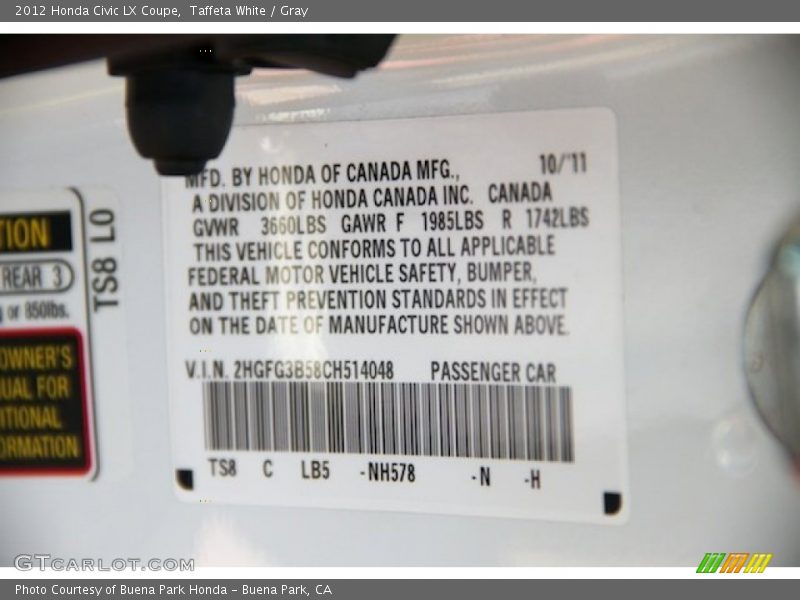 2012 Honda Civic LX Coupe, Taffeta White / Gray
MFD. BY HONDA OF CANADA MFG., 10/'11
A DIVISION OF HONDA CANADA INC. CANADA
GVWR 3660LBS GAWR F 1985LBS R 1742LBS
THIS VEHICLE CONFORMS TO ALL APPLICABLE
FEDERAL MOTOR VEHICLE SAFETY, BUMPER,
AND THEFT PREVENTION STANDARDS IN EFFECT
ON THE DATE OF MANUFACTURE SHOWN ABOVE.
V.I.N. 2HGFG3B58CH514048 PASSENGER CAR
TS8 C LB5 -NH578 -N -H
TION
REAR 3
or 850lbs.
OWNER'S
UAL FOR
ITIONAL
ORMATION
TS8 L0
GTCARLOT.COM
Photo Courtesy of Buena Park Honda - Buena Park, CA